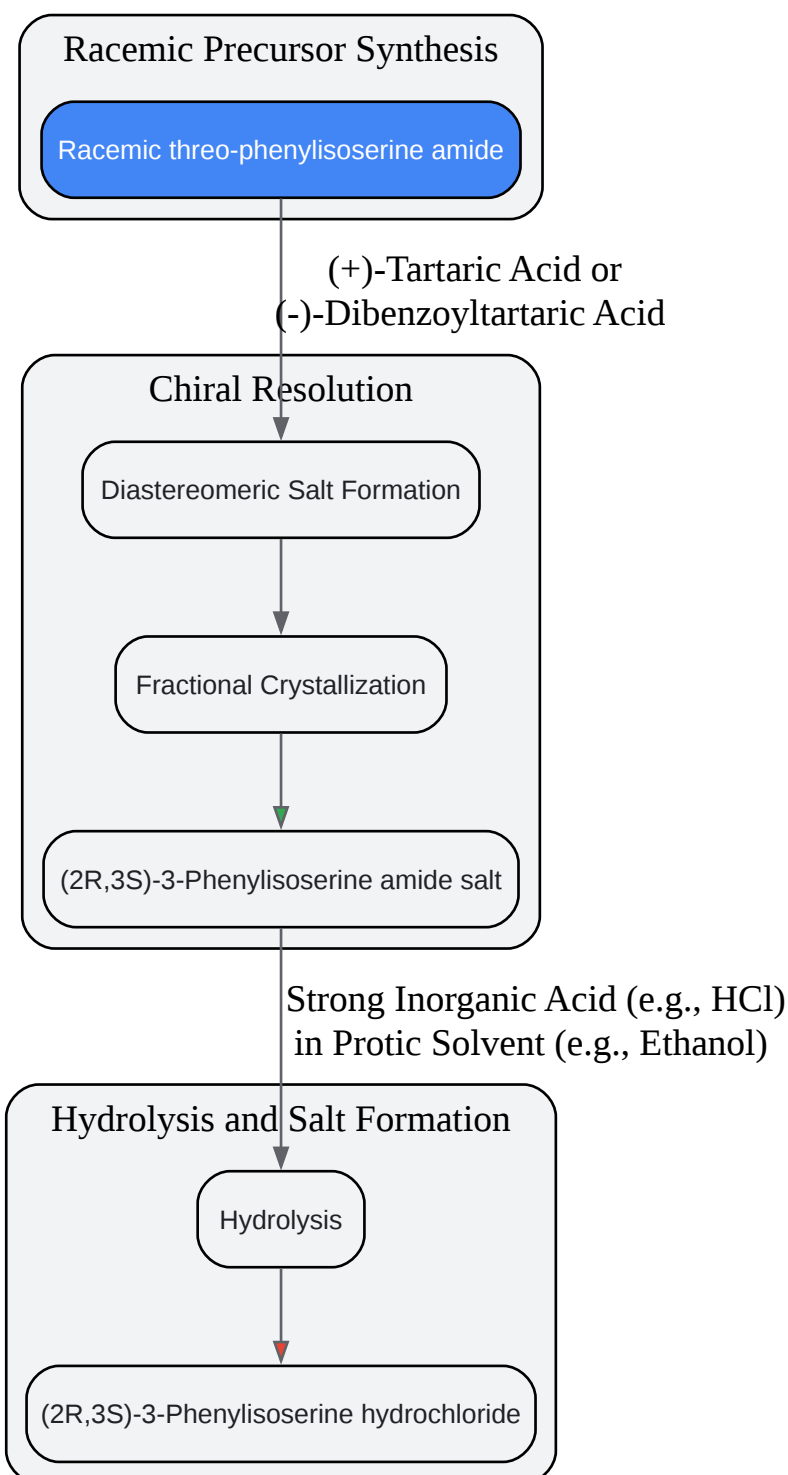 Racemic Precursor Synthesis
Racemic threo-phenylisoserine amide
(+)-Tartaric Acid or
(-)-Dibenzoyltartaric Acid
Chiral Resolution
Diastereomeric Salt Formation
Fractional Crystallization
(2R,3S)-3-Phenylisoserine amide salt
Strong Inorganic Acid (e.g., HCl)
in Protic Solvent (e.g., Ethanol)
Hydrolysis and Salt Formation
Hydrolysis
(2R,3S)-3-Phenylisoserine hydrochloride